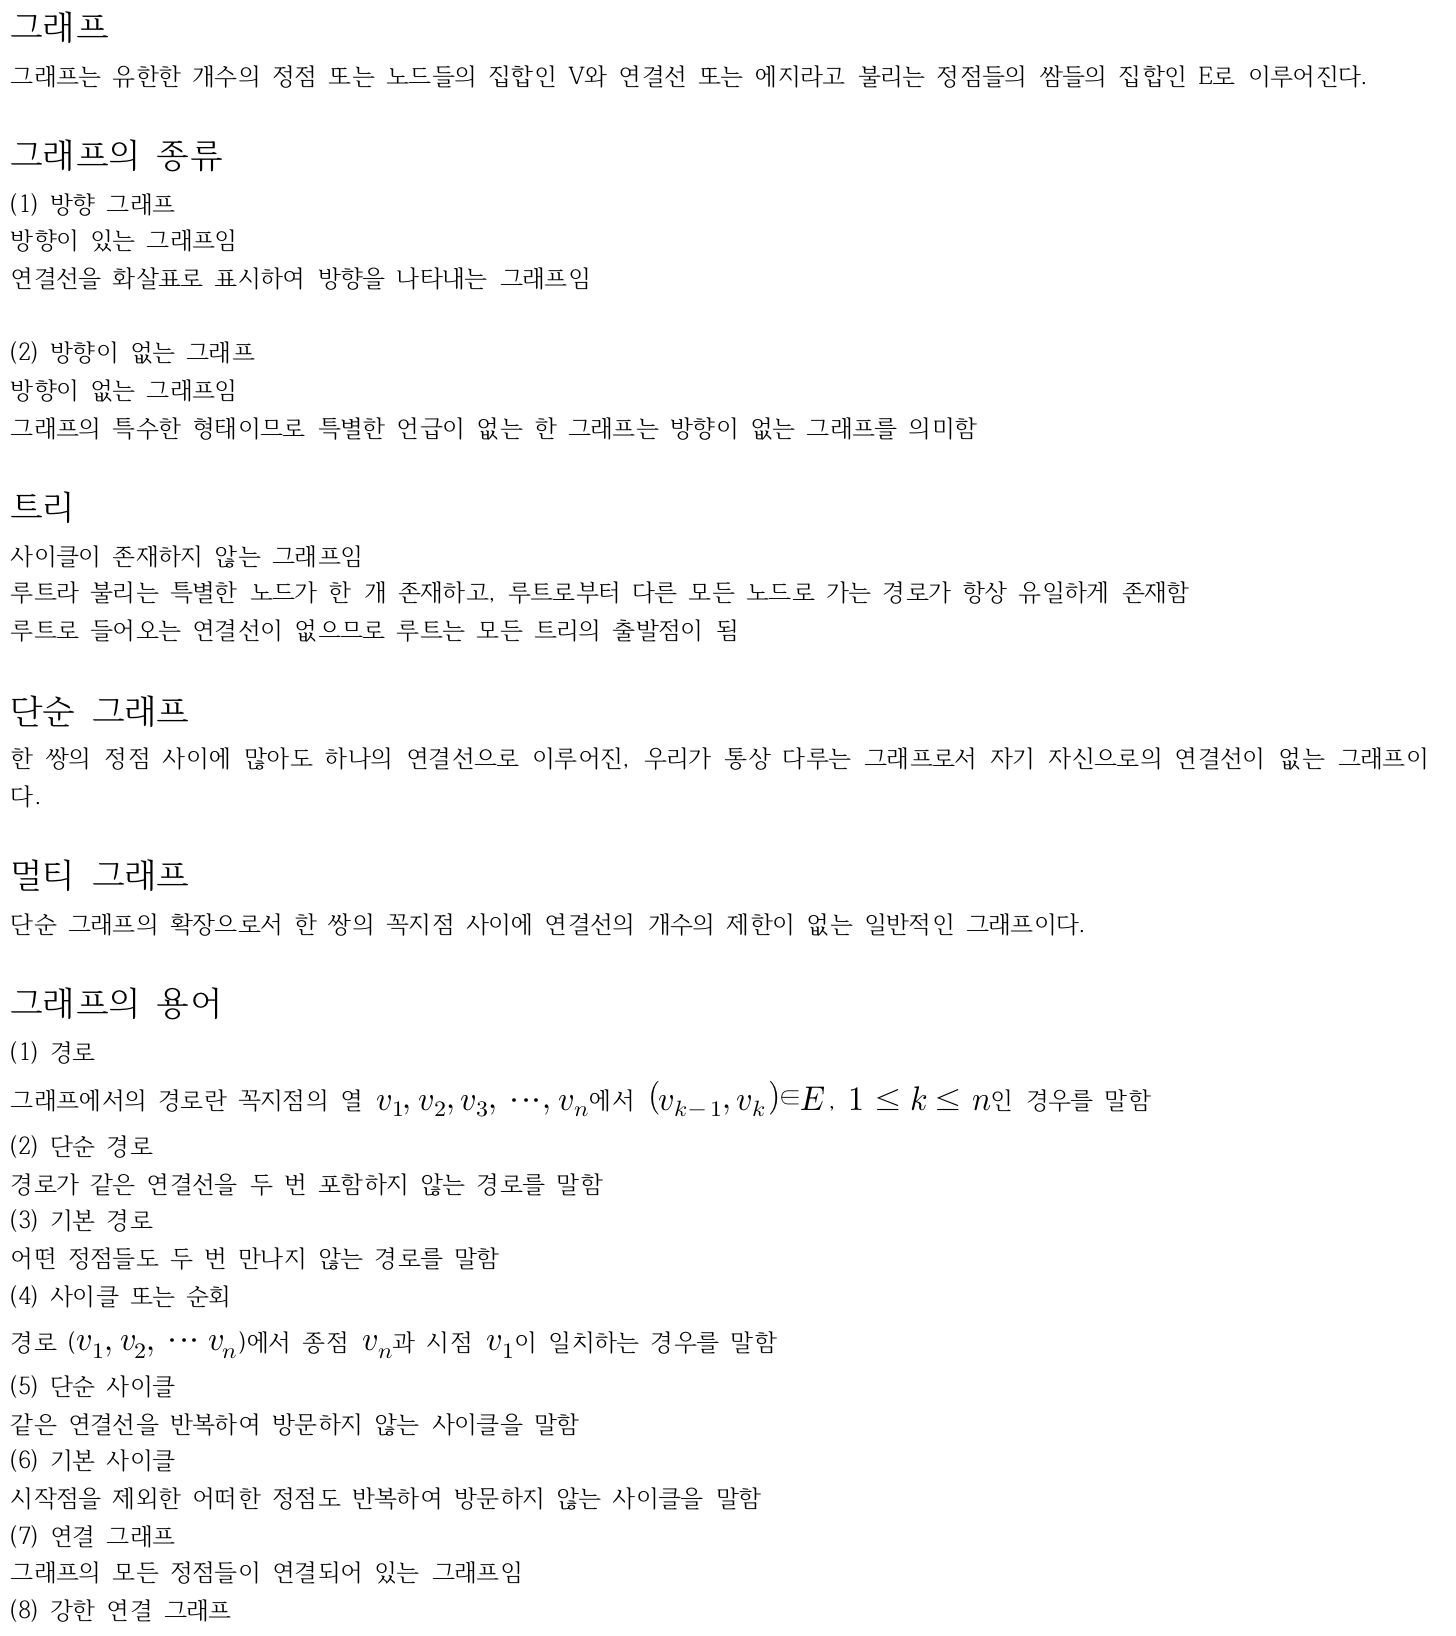 그래프
그래프는 유한한 개수의 정점 또는 노드들의 집합인 V와 연결선 또는 에지라고 불리는 정점들의 쌈들의 집합인 E로 이루어진다.
그래프의 종류
(1) 방향 그래프
방향이 있는 그래프임
연결선을 화살표로 표시하여 방향을 나타내는 그래프임
(2) 방향이 없는 그래프
방향이 없는 그래프임
그래프의 특수한 형태이므로 특별한 언급이 없는 한 그래프는 방향이 없는 그래프를 의미함
트리
사이클이 존재하지 않는 그래프임
루트라 불리는 특별한 노드가 한 개 존재하고, 루트로부터 다른 모든 노드로 가는 경로가 항상 유일하게 존재함
루트로 들어오는 연결선이 없으므로 루트는 모든 트리의 출발점이 됨
단순 그래프
한 쌍의 정점 사이에 많아도 하나의 연결선으로 이루어진, 우리가 통상 다루는 그래프로서 자기 자신으로의 연결선이 없는 그래프이
다.
멀티 그래프
단순 그래프의 확장으로서 한 쌍의 꼭지점 사이에 연결선의 개수의 제한이 없는 일반적인 그래프이다.
그래프의 용어
(1) 경로
그래프에서의 경로란 꼭지점의 열 $v_1, v_2, v_3, \cdots, v_n$에서 $(v_{k-1}, v_k) \in E$, $1 \le k \le n$인 경우를 말함
(2) 단순 경로
경로가 같은 연결선을 두 번 포함하지 않는 경로를 말함
(3) 기본 경로
어떤 정점들도 두 번 만나지 않는 경로를 말함
(4) 사이클 또는 순회
경로 ($v_1, v_2, \cdots v_n$)에서 종점 $v_n$과 시점 $v_1$이 일치하는 경우를 말함
(5) 단순 사이클
같은 연결선을 반복하여 방문하지 않는 사이클을 말함
(6) 기본 사이클
시작점을 제외한 어떠한 정점도 반복하여 방문하지 않는 사이클을 말함
(7) 연결 그래프
그래프의 모든 정점들이 연결되어 있는 그래프임
(8) 강한 연결 그래프